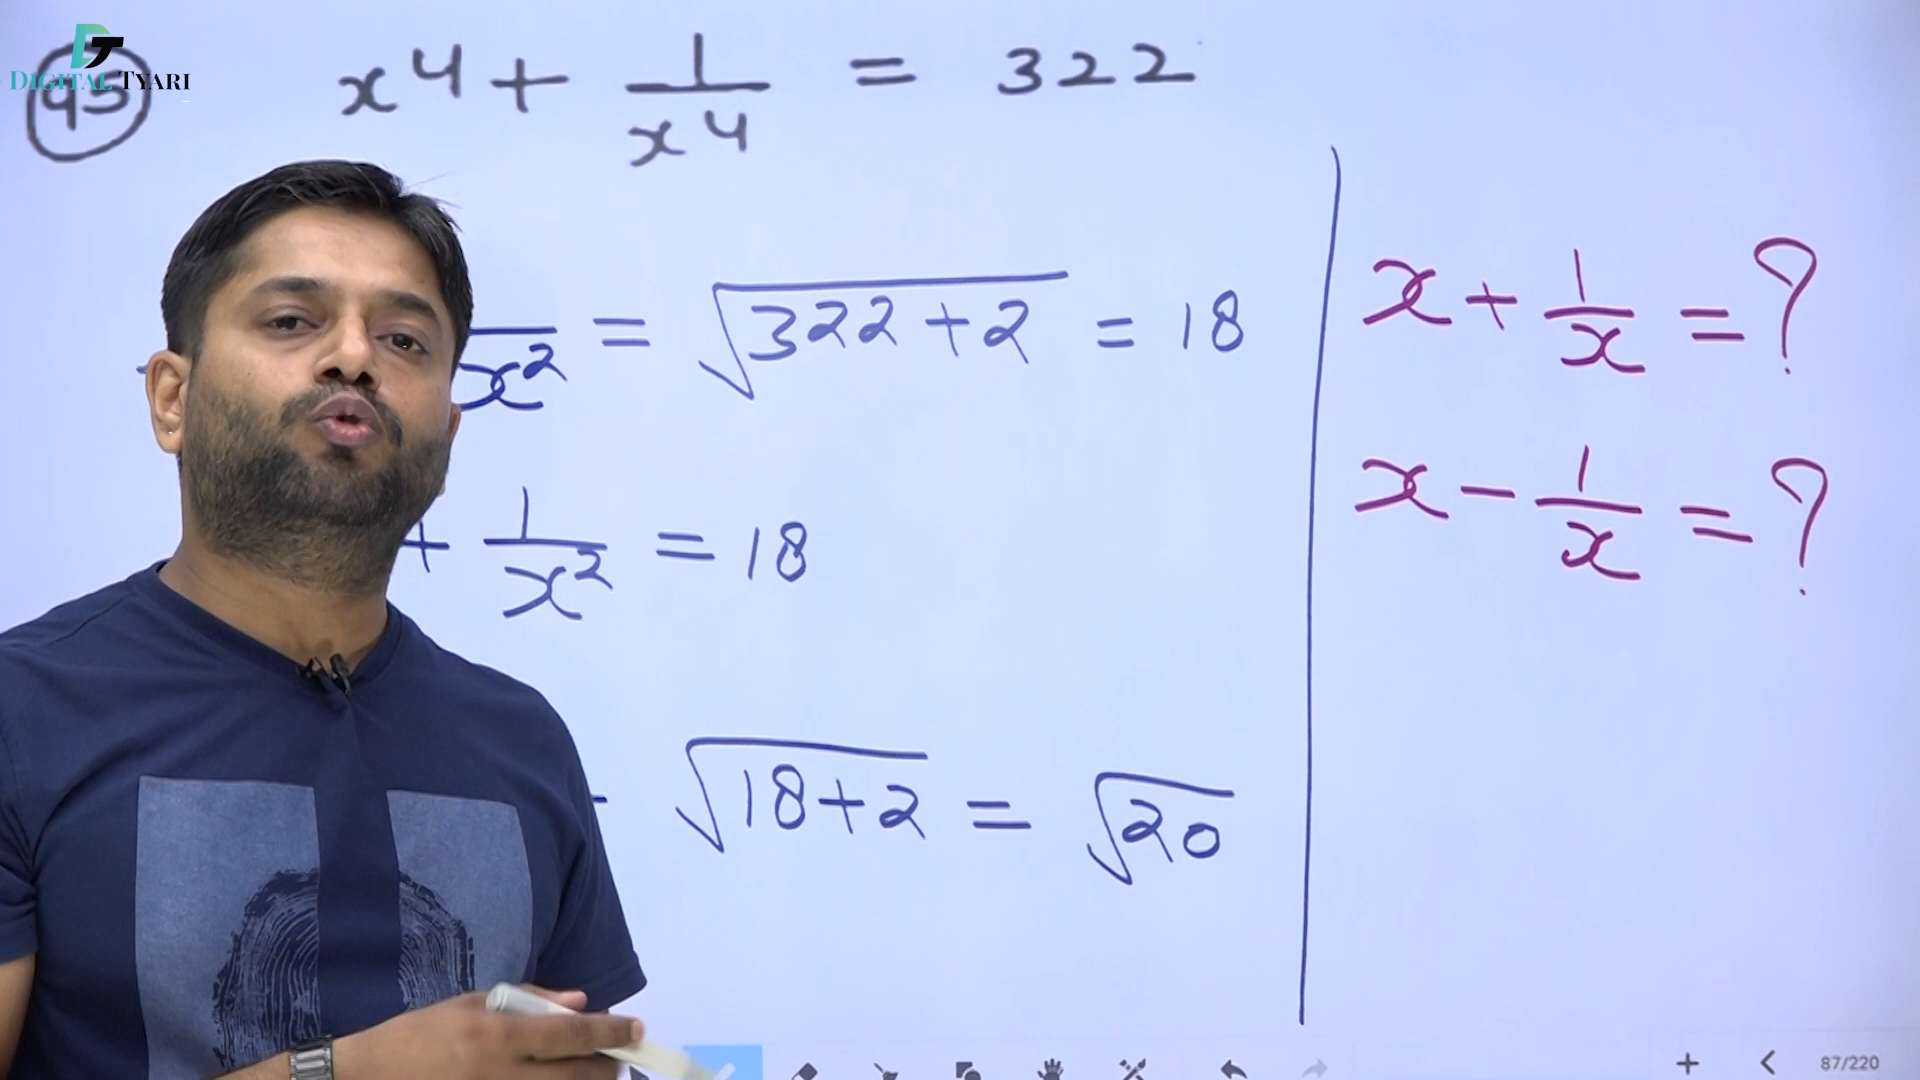 DT
DIGITAL TYARI
95
x⁴ + 1/x⁴ = 322
x² = √(322+2) = 18
+ 1/x² = 18
√(18+2) = √20
x + 1/x = ?
x - 1/x = ?
87/220